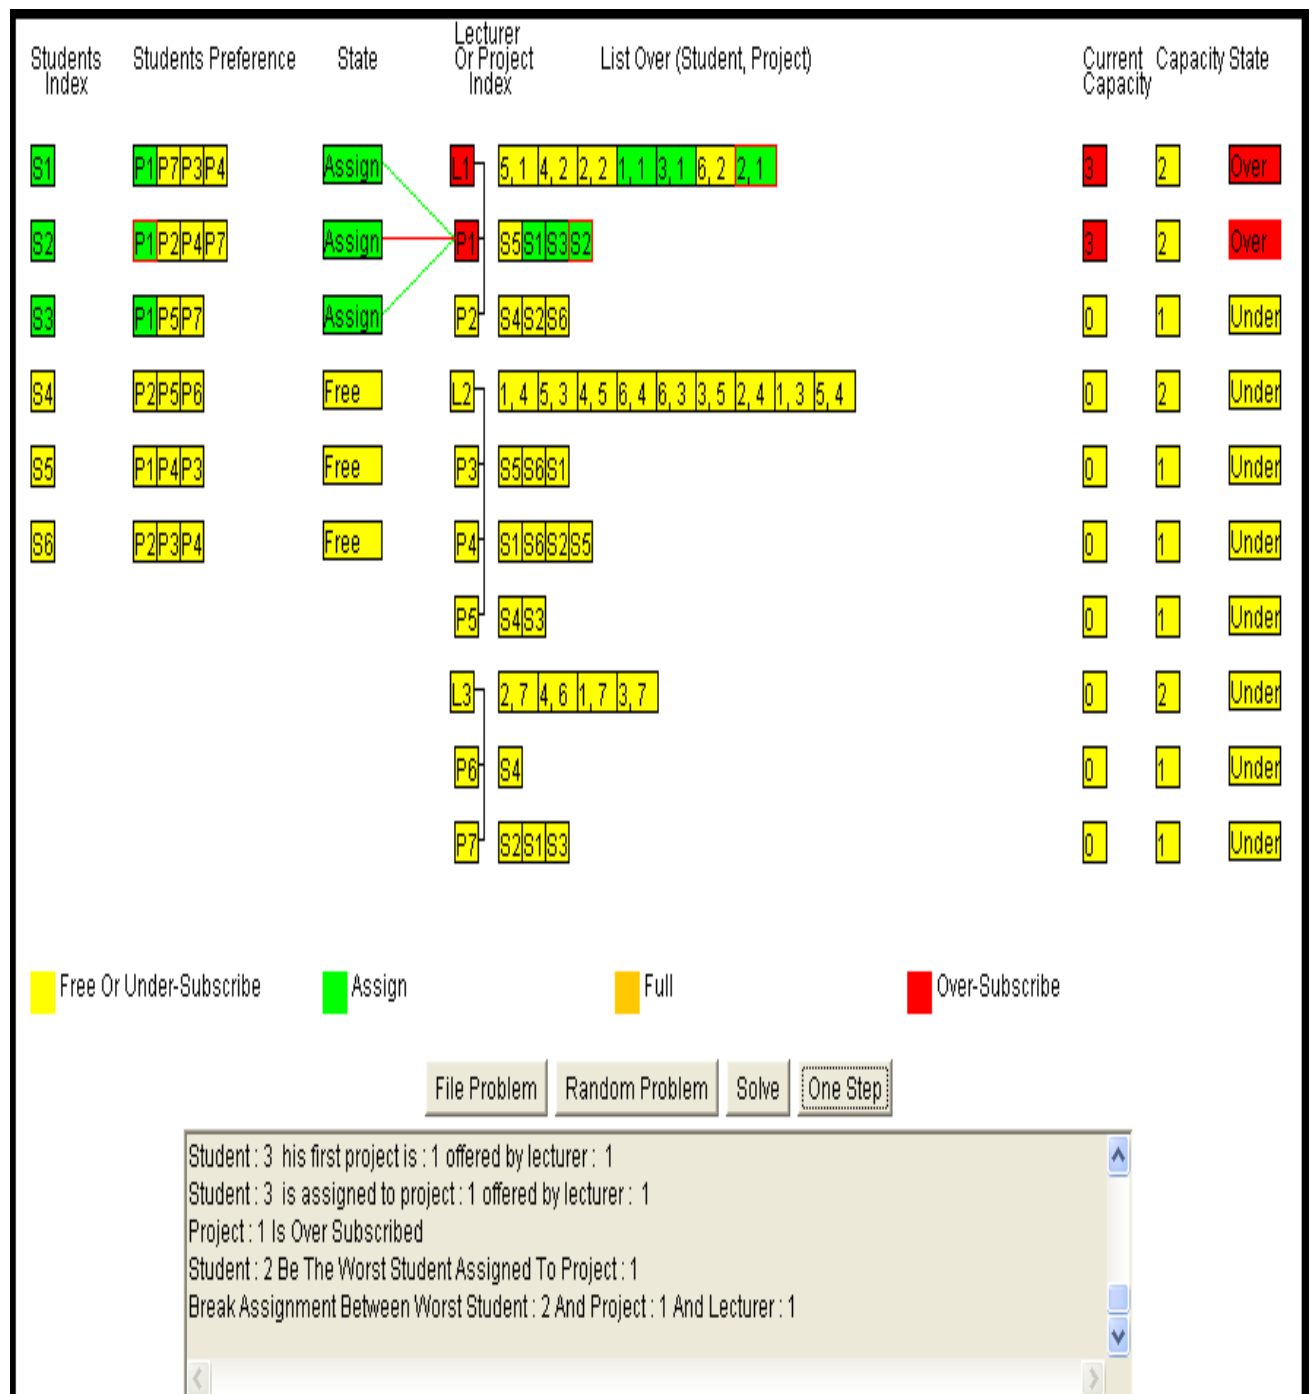 Students Index Students Preference State Lecturer Or Project Index List Over (Student, Project) Current Capacity Capacity State
S1 P1 P7 P3 P4 Assign L1 5, 1 4, 2 2, 2 1, 1 3, 1 6, 2 2, 1 3 2 Over
S2 P1 P2 P4 P7 Assign P1 S5 S1 S3 S2 3 2 Over
S3 P1 P5 P7 Assign P2 S4 S2 S6 0 1 Under
S4 P2 P5 P6 Free L2 1, 4 5, 3 4, 5 6, 4 6, 3 3, 5 2, 4 1, 3 5, 4 0 2 Under
S5 P1 P4 P3 Free P3 S5 S6 S1 0 1 Under
S6 P2 P3 P4 Free P4 S1 S6 S2 S5 0 1 Under
P5 S4 S3 0 1 Under
L3 2, 7 4, 6 1, 7 3, 7 0 2 Under
P6 S4 0 1 Under
P7 S2 S1 S3 0 1 Under
Free Or Under-Subscribe Assign Full Over-Subscribe
File Problem Random Problem Solve One Step
Student : 3 his first project is : 1 offered by lecturer : 1
Student : 3 is assigned to project : 1 offered by lecturer : 1
Project : 1 Is Over Subscribed
Student : 2 Be The Worst Student Assigned To Project : 1
Break Assignment Between Worst Student : 2 And Project : 1 And Lecturer : 1